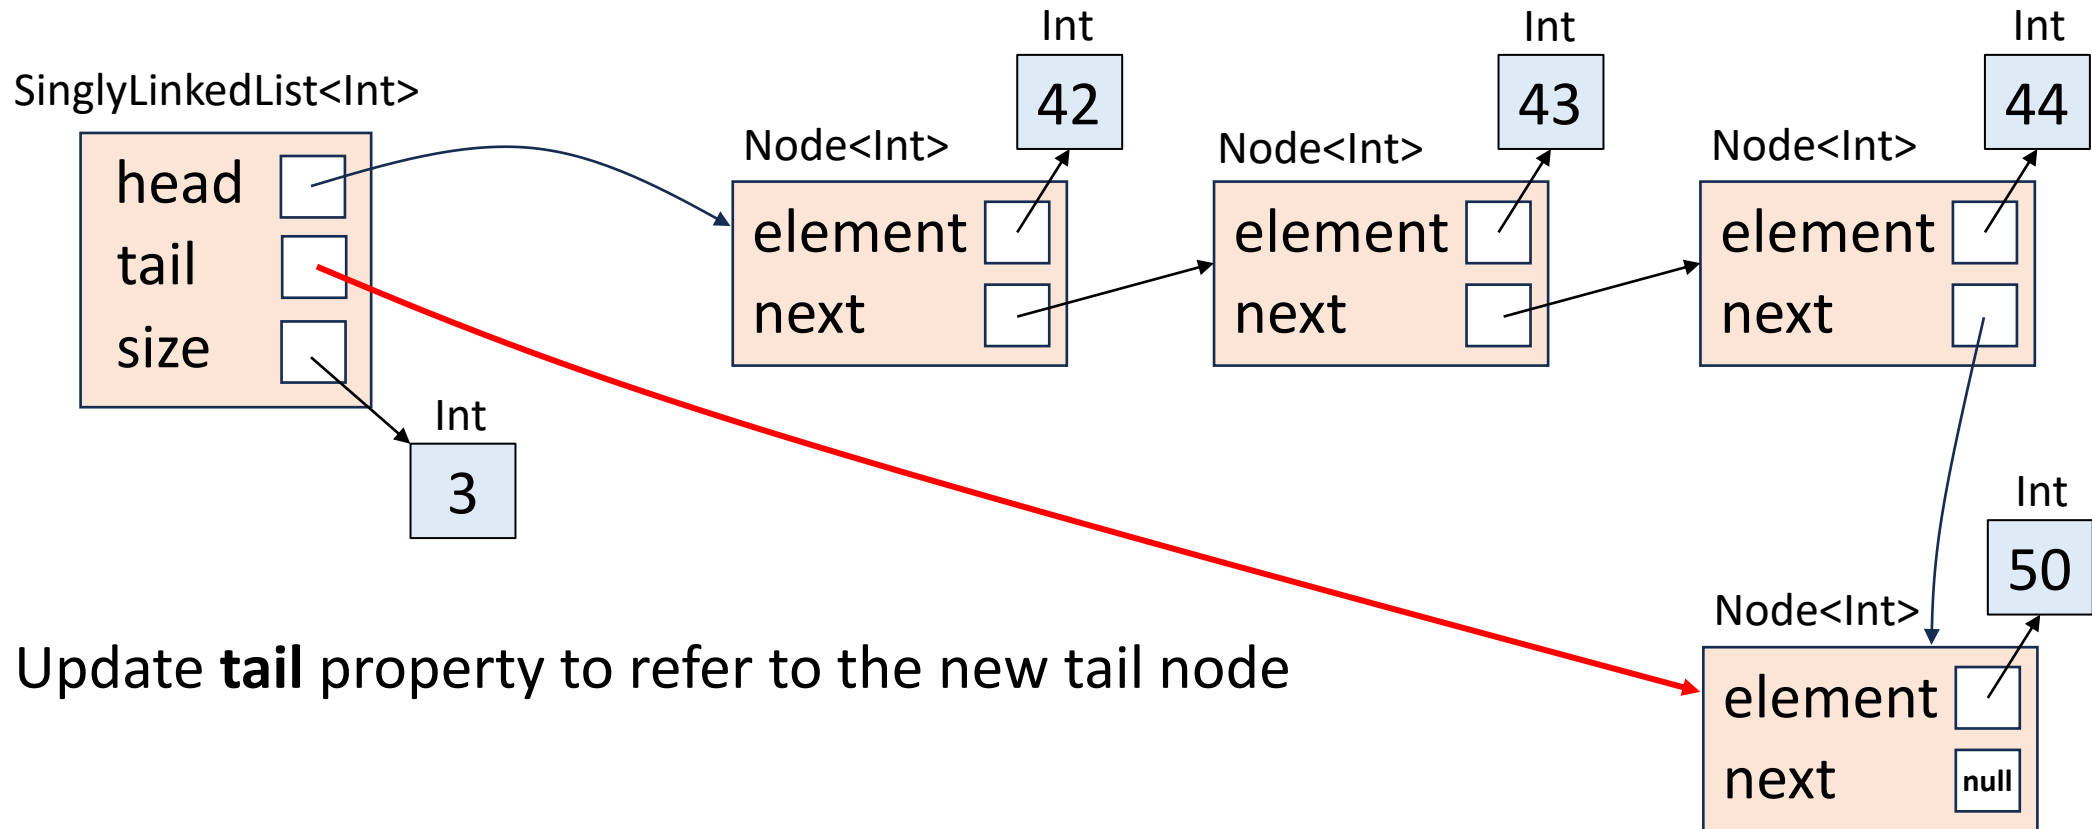 SinglyLinkedList<Int>
head
tail
size
Int
3
Node<Int>
Int
42
element
next
Node<Int>
Int
43
element
next
Node<Int>
Int
44
element
next
Node<Int>
Int
50
element
next null
Update tail property to refer to the new tail node